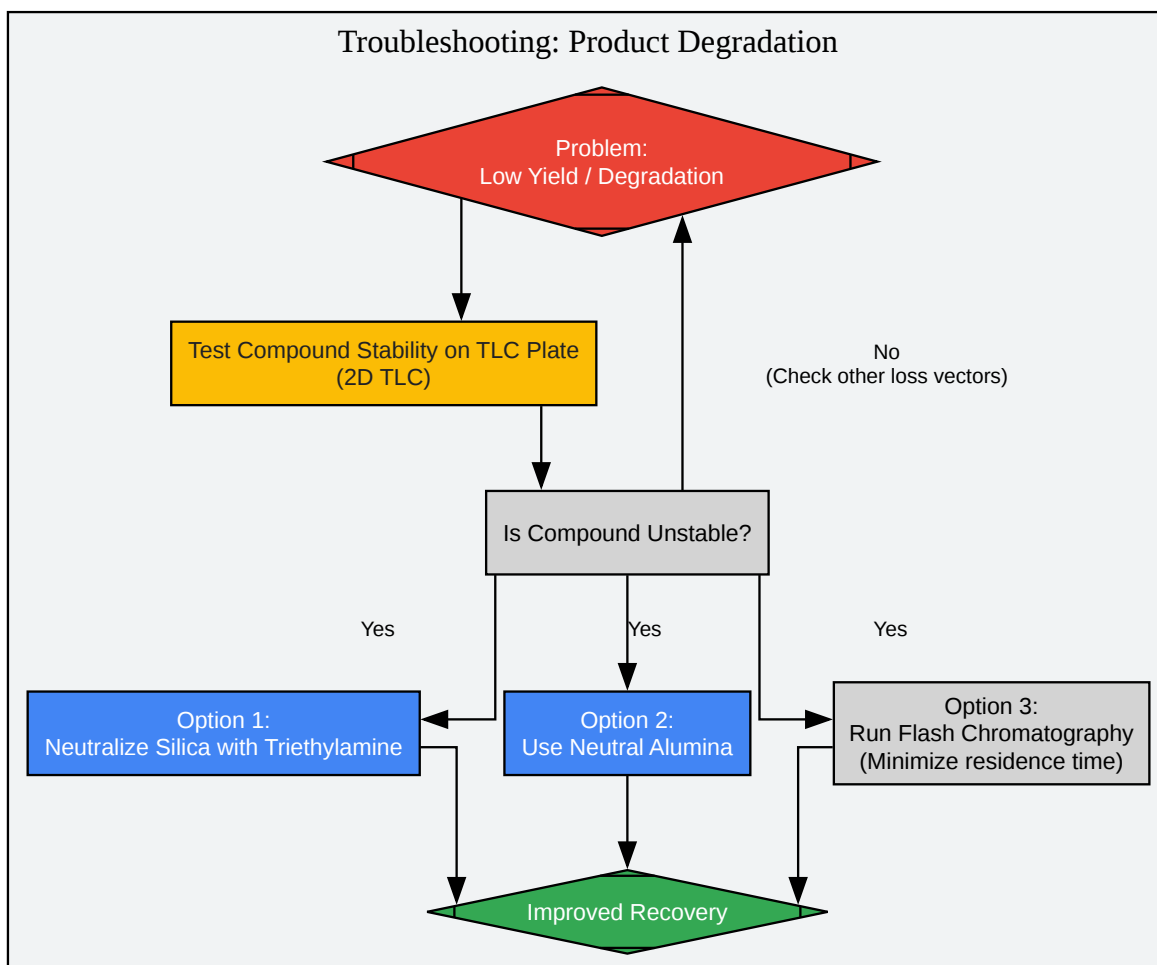 Troubleshooting: Product Degradation
Problem:
Low Yield / Degradation
Test Compound Stability on TLC Plate
(2D TLC)
No
(Check other loss vectors)
Is Compound Unstable?
Yes
Yes
Yes
Option 1:
Neutralize Silica with Triethylamine
Option 2:
Use Neutral Alumina
Option 3:
Run Flash Chromatography
(Minimize residence time)
Improved Recovery